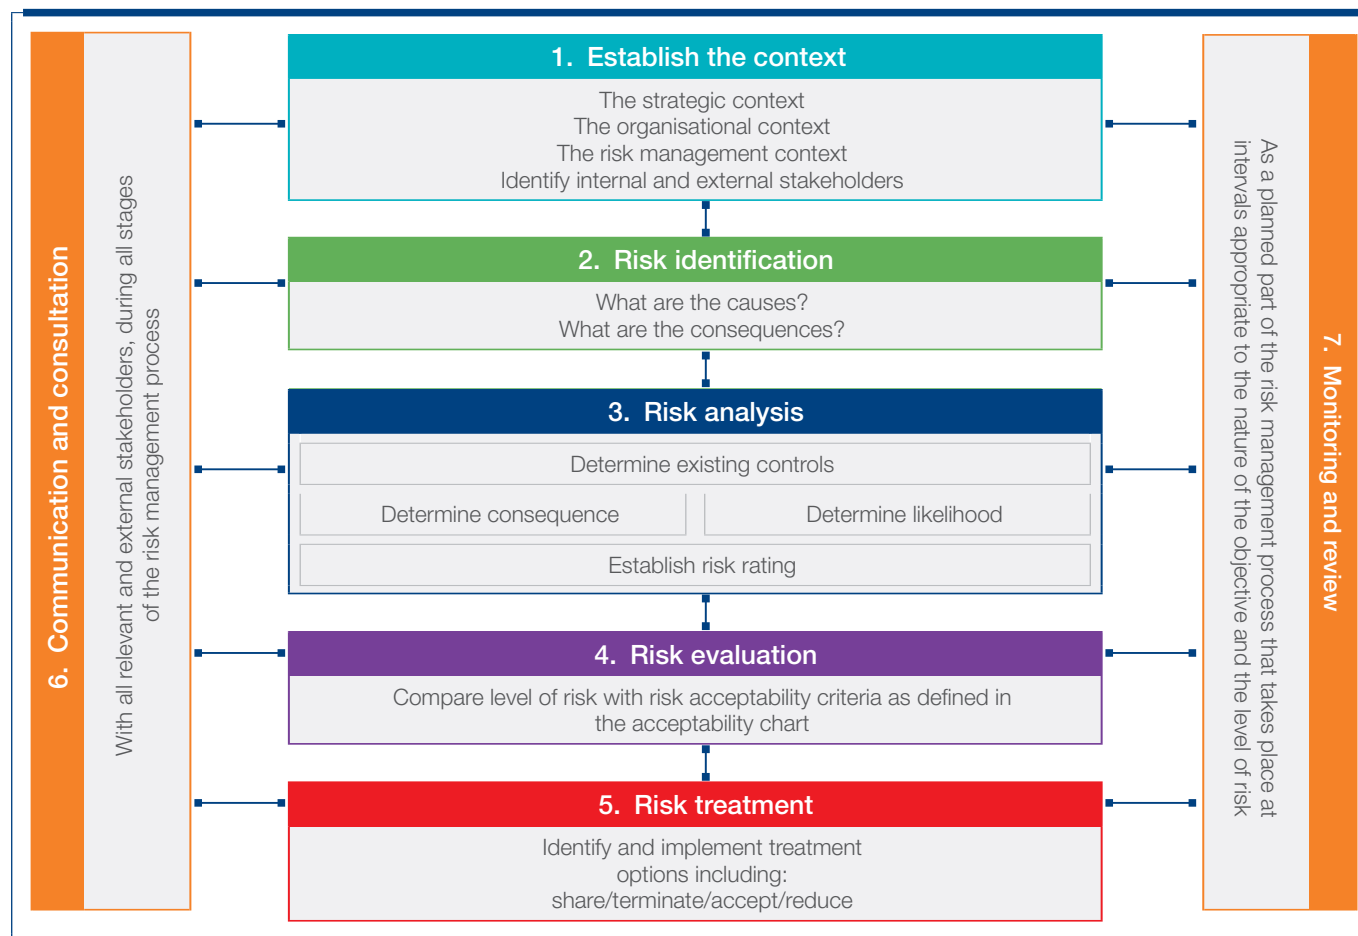 1. Establish the context
The strategic context
The organisational context
The risk management context
Identify internal and external stakeholders
2. Risk identification
What are the causes?
What are the consequences?
3. Risk analysis
Determine existing controls
Determine consequence
Determine likelihood
Establish risk rating
4. Risk evaluation
Compare level of risk with risk acceptability criteria as defined in
the acceptability chart
5. Risk treatment
Identify and implement treatment
options including:
share/terminate/accept/reduce
6. Communication and consultation
With all relevant and external stakeholders, during all stages
of the risk management process
7. Monitoring and review
As a planned part of the risk management process that takes place at
intervals appropriate to the nature of the objective and the level of risk